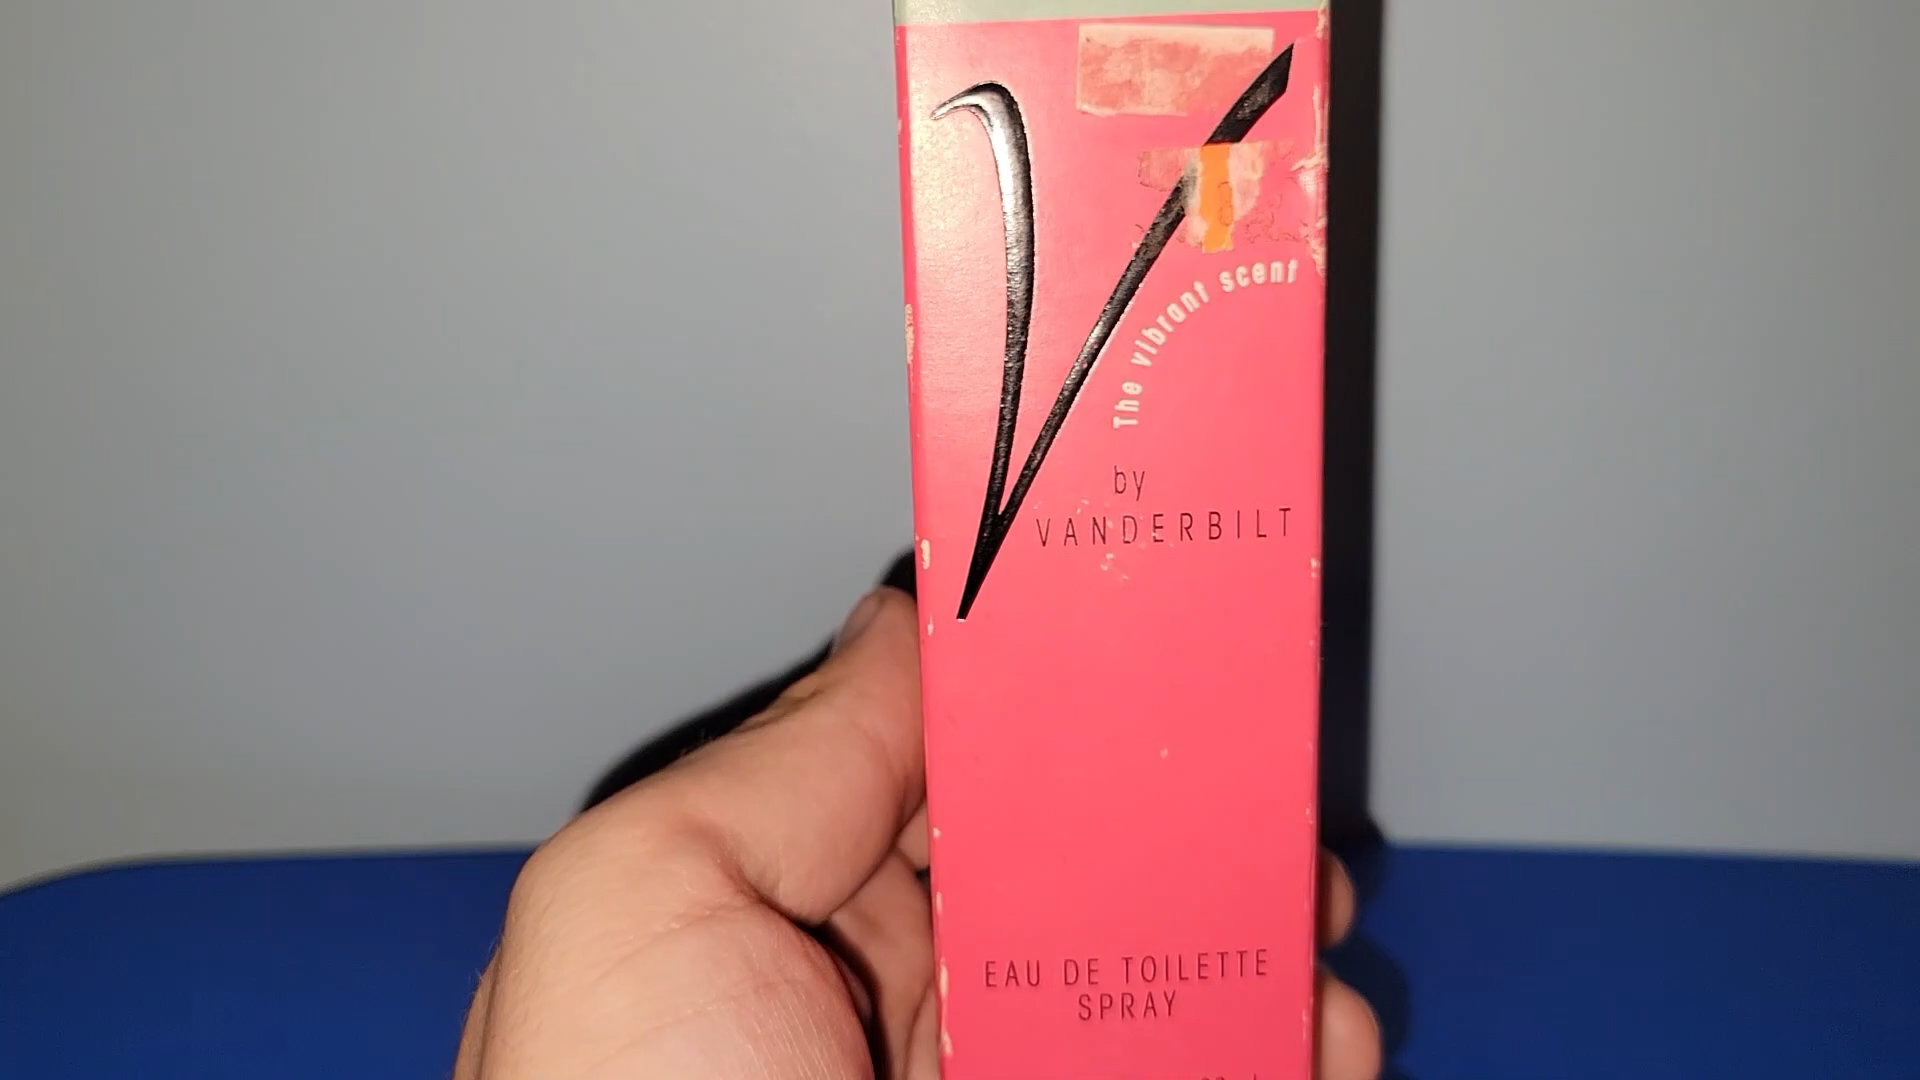 V
The vibrant scent
by
VANDERBILT
EAU DE TOILETTE
SPRAY